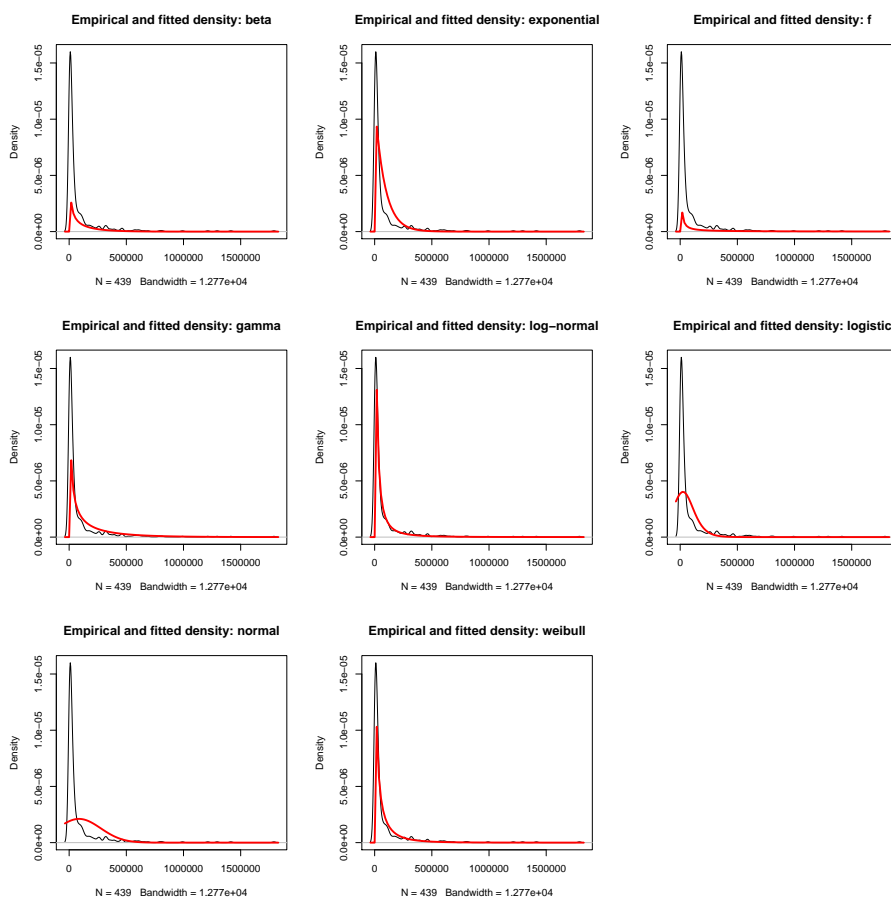 Empirical and fitted density: beta
Density
0.0e+00 5.0e−06 1.0e−05 1.5e−05
0 500000 1000000 1500000
N = 439 Bandwidth = 1.277e+04
Empirical and fitted density: exponential
Density
0.0e+00 5.0e−06 1.0e−05 1.5e−05
0 500000 1000000 1500000
N = 439 Bandwidth = 1.277e+04
Empirical and fitted density: f
Density
0.0e+00 5.0e−06 1.0e−05 1.5e−05
0 500000 1000000 1500000
N = 439 Bandwidth = 1.277e+04
Empirical and fitted density: gamma
Density
0.0e+00 5.0e−06 1.0e−05 1.5e−05
0 500000 1000000 1500000
N = 439 Bandwidth = 1.277e+04
Empirical and fitted density: log−normal
Density
0.0e+00 5.0e−06 1.0e−05 1.5e−05
0 500000 1000000 1500000
N = 439 Bandwidth = 1.277e+04
Empirical and fitted density: logistic
Density
0.0e+00 5.0e−06 1.0e−05 1.5e−05
0 500000 1000000 1500000
N = 439 Bandwidth = 1.277e+04
Empirical and fitted density: normal
Density
0.0e+00 5.0e−06 1.0e−05 1.5e−05
0 500000 1000000 1500000
N = 439 Bandwidth = 1.277e+04
Empirical and fitted density: weibull
Density
0.0e+00 5.0e−06 1.0e−05 1.5e−05
0 500000 1000000 1500000
N = 439 Bandwidth = 1.277e+04